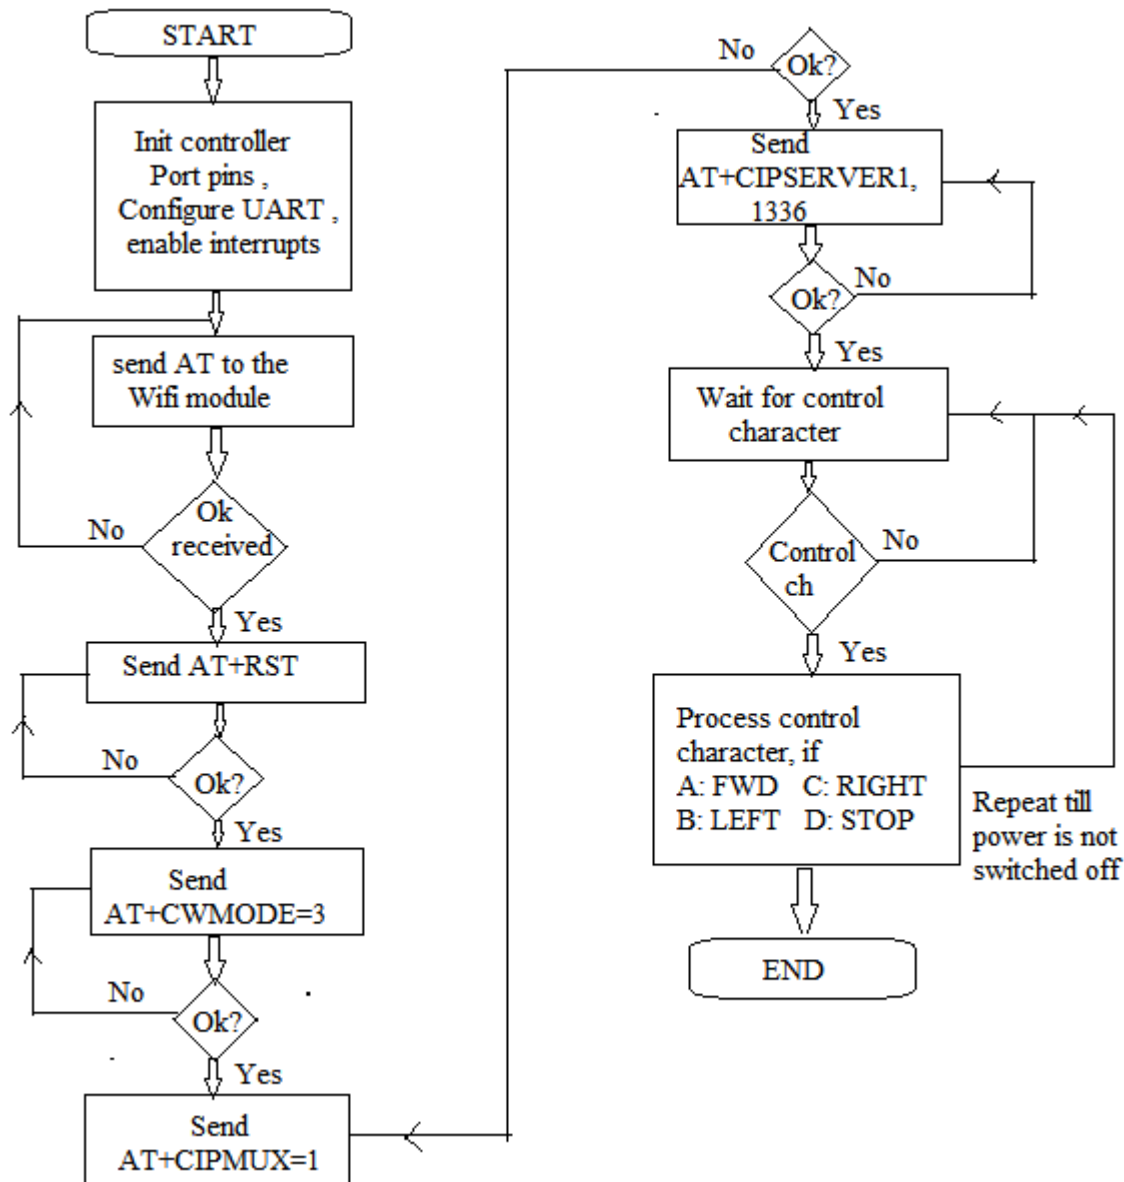 START
Init controller
Port pins ,
Configure UART ,
enable interrupts
send AT to the
Wifi module
Ok
received
No
Yes
Send AT+RST
No
Ok?
Yes
Send
AT+CWMODE=3
No
Ok?
Yes
Send
AT+CIPMUX=1
No
Ok?
Yes
Send
AT+CIPSERVER1,
1336
Ok?
No
Yes
Wait for control
character
Control
ch
No
Yes
Process control
character, if
A: FWD C: RIGHT
B: LEFT D: STOP
Repeat till
power is not
switched off
END